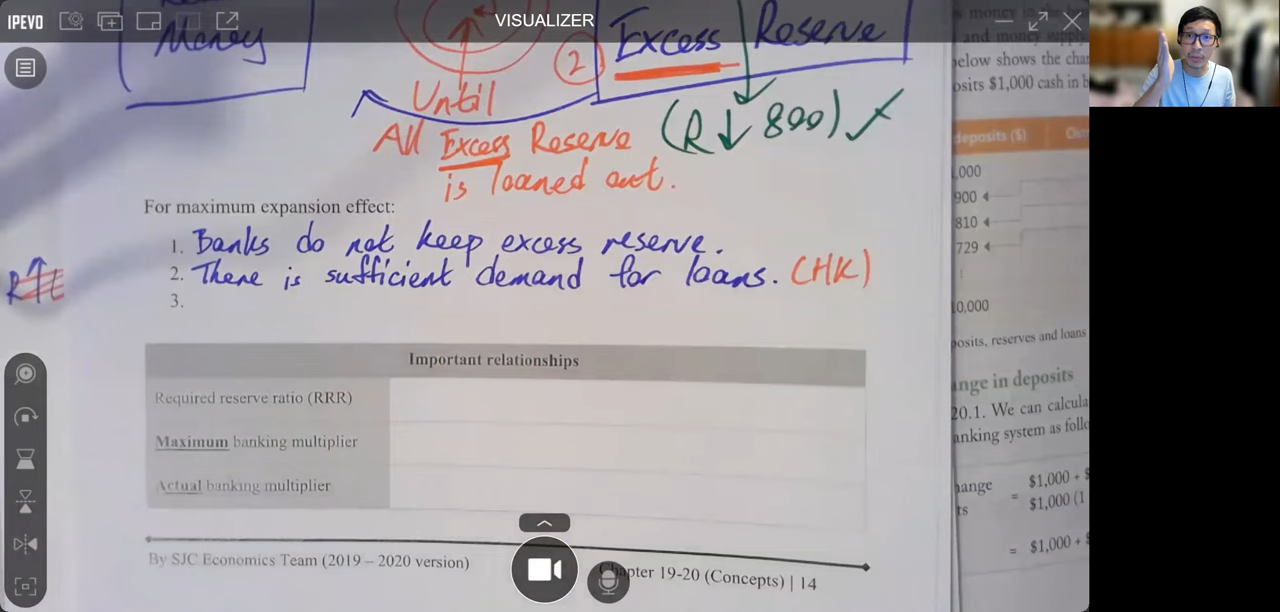 IPEVO
VISUALIZER
Money
2
Excess Reserve
Until
All Excess Reserve
is loaned out.
(R↓ 800) ✓
For maximum expansion effect:
1. Banks do not keep excess reserve.
2. There is sufficient demand for loans. (HK)
3.
Important relationships
Required reserve ratio (RRR)
Maximum banking multiplier
Actual banking multiplier
By SJC Economics Team (2019 – 2020 version)
Chapter 19-20 (Concepts) | 14
money in the
and money supply
below shows the cha
osits $1,000 cash in b
deposits ($)
,000
900
810
729
10,000
posits, reserves and loans
ange in deposits
20.1. We can calcula
anking system as follo
hange = $1,000 +
ts $1,000 (1
= $1,000 +